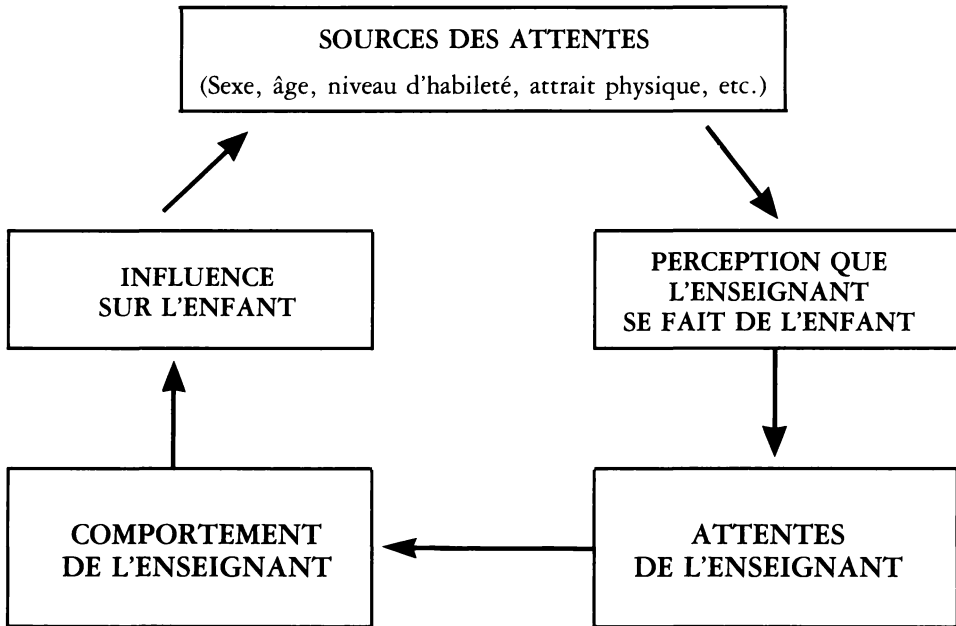 SOURCES DES ATTENTES
(Sexe, âge, niveau d'habileté, attrait physique, etc.)
INFLUENCE
SUR L'ENFANT
PERCEPTION QUE
L'ENSEIGNANT
SE FAIT DE L'ENFANT
COMPORTEMENT
DE L'ENSEIGNANT
ATTENTES
DE L'ENSEIGNANT